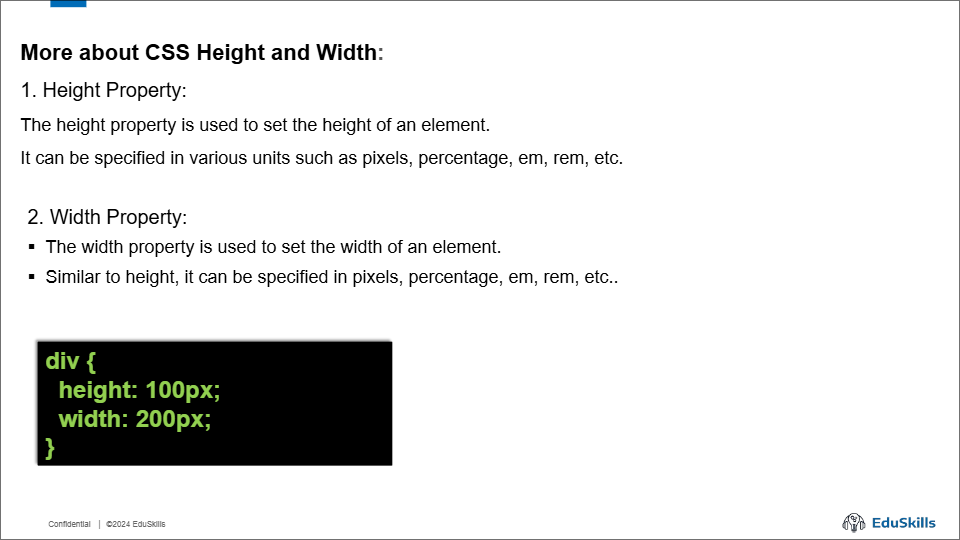 More about CSS Height and Width:
1. Height Property:
The height property is used to set the height of an element.
It can be specified in various units such as pixels, percentage, em, rem, etc.
2. Width Property:
▪ The width property is used to set the width of an element.
▪ Similar to height, it can be specified in pixels, percentage, em, rem, etc..
div {
  height: 100px;
  width: 200px;
}
Confidential | ©2024 EduSkills
EduSkills